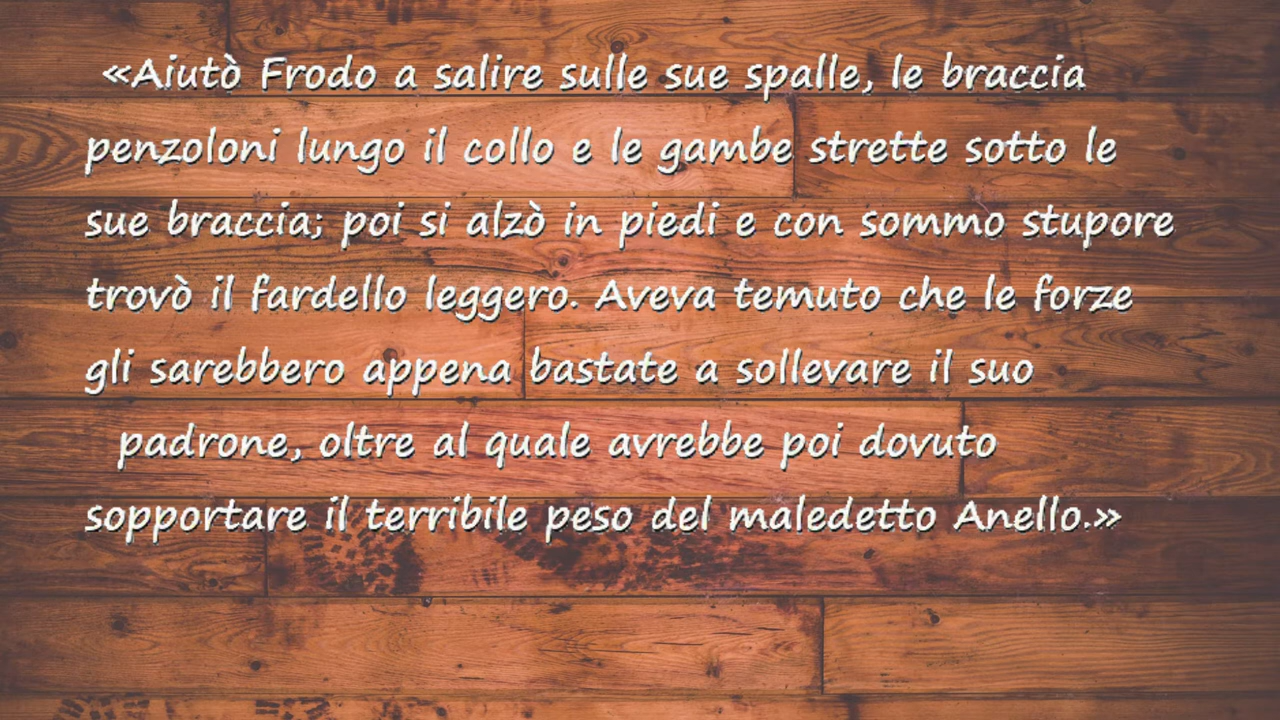 «Aiutò Frodo a salire sulle sue spalle, le braccia
penzoloni lungo il collo e le gambe strette sotto le
sue braccia; poi si alzò in piedi e con sommo stupore
trovò il fardello leggero. Aveva temuto che le forze
gli sarebbero appena bastate a sollevare il suo
padrone, oltre al quale avrebbe poi dovuto
sopportare il terribile peso del maledetto Anello.»